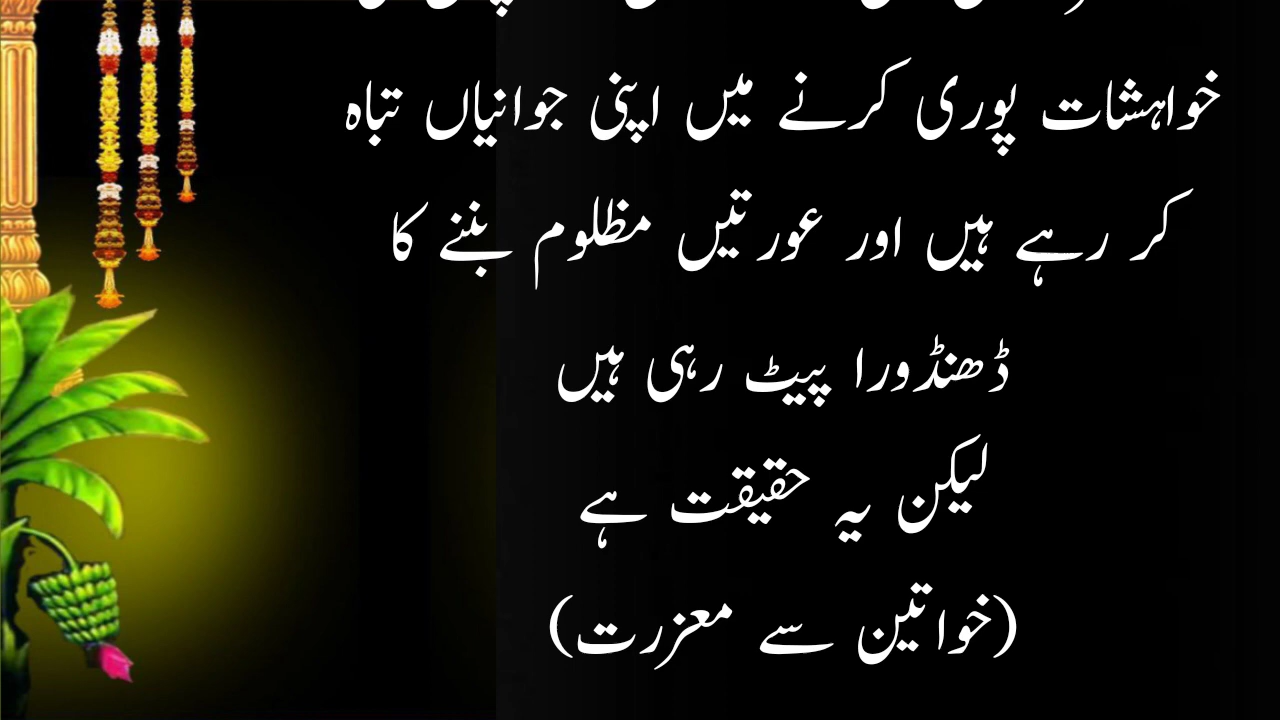 خواہشات پوری کرنے میں اپنی جوانیاں تباہ
کر رہے ہیں اور عورتیں مظلوم بننے کا
ڈھنڈورا پیٹ رہی ہیں
لیکن یہ حقیقت ہے
(خواتین سے معزرت)